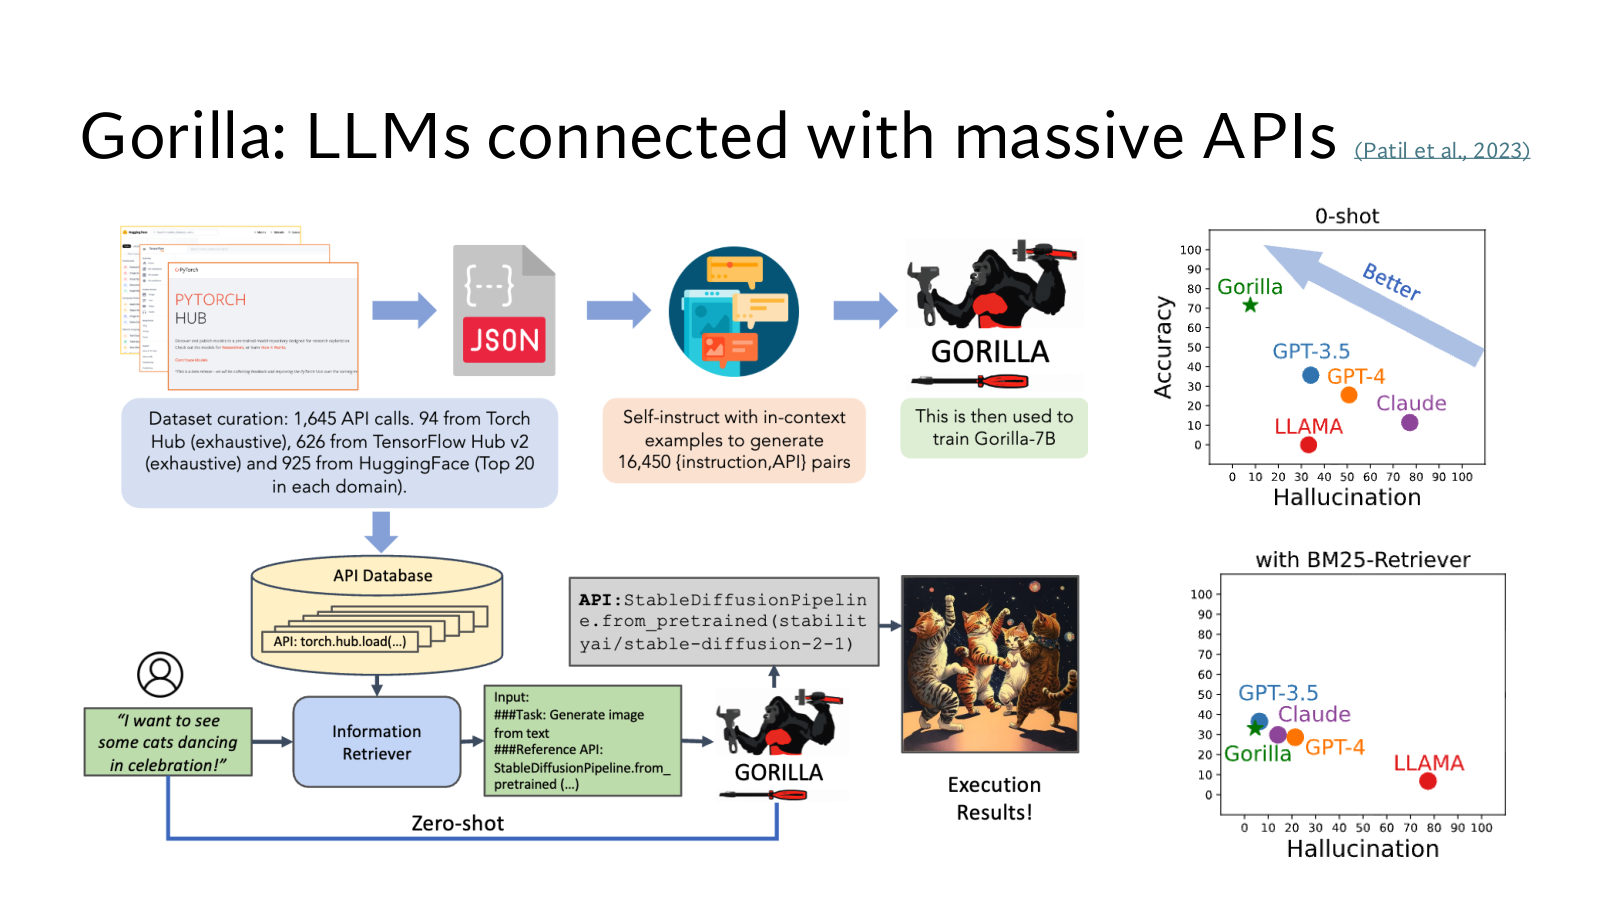 Gorilla: LLMs connected with massive APIs (Patil et al., 2023)
PyTorch
PYTORCH
HUB
{...}
JSON
GORILLA
Dataset curation: 1,645 API calls. 94 from Torch
Hub (exhaustive), 626 from TensorFlow Hub v2
(exhaustive) and 925 from HuggingFace (Top 20
in each domain).
Self-instruct with in-context
examples to generate
16,450 {instruction,API} pairs
This is then used to
train Gorilla-7B
API Database
API: torch.hub.load(...)
“I want to see
some cats dancing
in celebration!”
Information
Retriever
Input:
###Task: Generate image
from text
###Reference API:
StableDiffusionPipeline.from_
pretrained (...)
API:StableDiffusionPipelin
e.from_pretrained(stabilit
yai/stable-diffusion-2-1)
GORILLA
Execution
Results!
Zero-shot
0-shot
Accuracy
100
90
80
70
60
50
40
30
20
10
0
Better
Gorilla
GPT-3.5
GPT-4
Claude
LLAMA
0 10 20 30 40 50 60 70 80 90 100
Hallucination
with BM25-Retriever
100
90
80
70
60
50
40
30
20
10
0
GPT-3.5
Claude
Gorilla
GPT-4
LLAMA
0 10 20 30 40 50 60 70 80 90 100
Hallucination